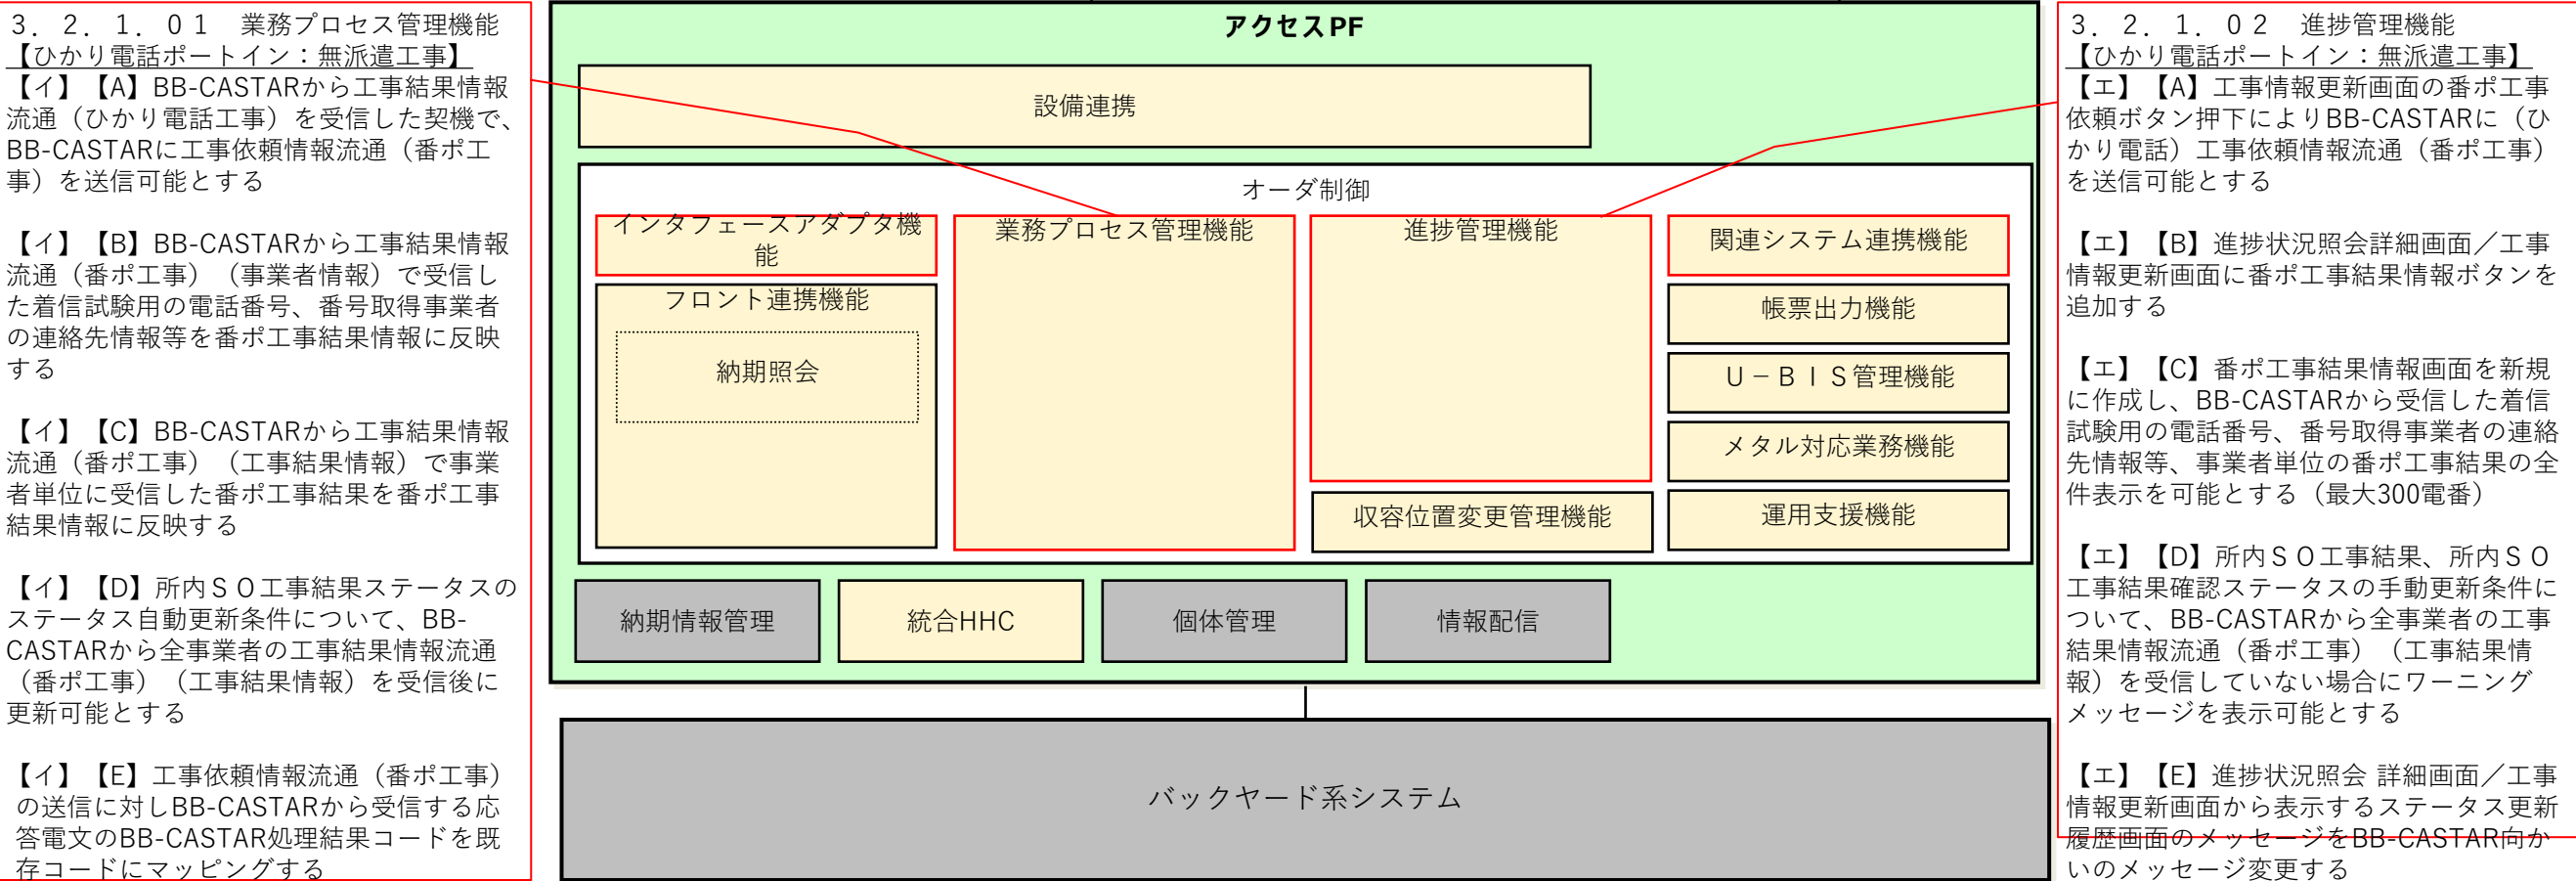 ３．２．１．０１　業務プロセス管理機能
【ひかり電話ポートイン：無派遣工事】
【イ】【A】BB-CASTARから工事結果情報
流通（ひかり電話工事）を受信した契機で、
BB-CASTARに工事依頼情報流通（番ポ工
事）を送信可能とする
【イ】【B】BB-CASTARから工事結果情報
流通（番ポ工事）（事業者情報）で受信し
た着信試験用の電話番号、番号取得事業者
の連絡先情報等を番ポ工事結果情報に反映
する
【イ】【C】BB-CASTARから工事結果情報
流通（番ポ工事）（工事結果情報）で事業
者単位に受信した番ポ工事結果を番ポ工事
結果情報に反映する
【イ】【D】所内ＳＯ工事結果ステータスの
ステータス自動更新条件について、BB-
CASTARから全事業者の工事結果情報流通
（番ポ工事）（工事結果情報）を受信後に
更新可能とする
【イ】【E】工事依頼情報流通（番ポ工事）
の送信に対しBB-CASTARから受信する応
答電文のBB-CASTAR処理結果コードを既
存コードにマッピングする
アクセスPF
設備連携
オーダ制御
インタフェースアダプタ機
能
フロント連携機能
納期照会
業務プロセス管理機能
進捗管理機能
収容位置変更管理機能
関連システム連携機能
帳票出力機能
Ｕ－ＢＩＳ管理機能
メタル対応業務機能
運用支援機能
納期情報管理
統合HHC
個体管理
情報配信
バックヤード系システム
３．２．１．０２　進捗管理機能
【ひかり電話ポートイン：無派遣工事】
【エ】【A】工事情報更新画面の番ポ工事
依頼ボタン押下によりBB-CASTARに（ひ
かり電話）工事依頼情報流通（番ポ工事）
を送信可能とする
【エ】【B】進捗状況照会詳細画面／工事
情報更新画面に番ポ工事結果情報ボタンを
追加する
【エ】【C】番ポ工事結果情報画面を新規
に作成し、BB-CASTARから受信した着信
試験用の電話番号、番号取得事業者の連絡
先情報等、事業者単位の番ポ工事結果の全
件表示を可能とする（最大300電番）
【エ】【D】所内ＳＯ工事結果、所内ＳＯ
工事結果確認ステータスの手動更新条件に
ついて、BB-CASTARから全事業者の工事
結果情報流通（番ポ工事）（工事結果情
報）を受信していない場合にワーニング
メッセージを表示可能とする
【エ】【E】進捗状況照会 詳細画面／工事
情報更新画面から表示するステータス更新
履歴画面のメッセージをBB-CASTAR向か
いのメッセージ変更する